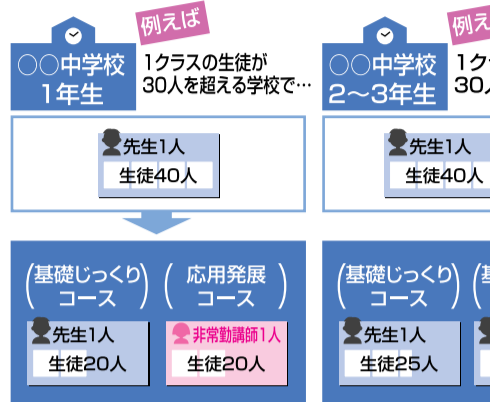 例えば
○○中学校
1年生
1クラスの生徒が
30人を超える学校で…
先生1人
生徒40人
(基礎じっくり)
コース
(応用発展)
コース
先生1人
生徒20人
非常勤講師1人
生徒20人
例え
○○中学校
2〜3年生
1ク
30
先生1人
生徒40人
(基礎じっくり)
コース
先生1人
生徒25人